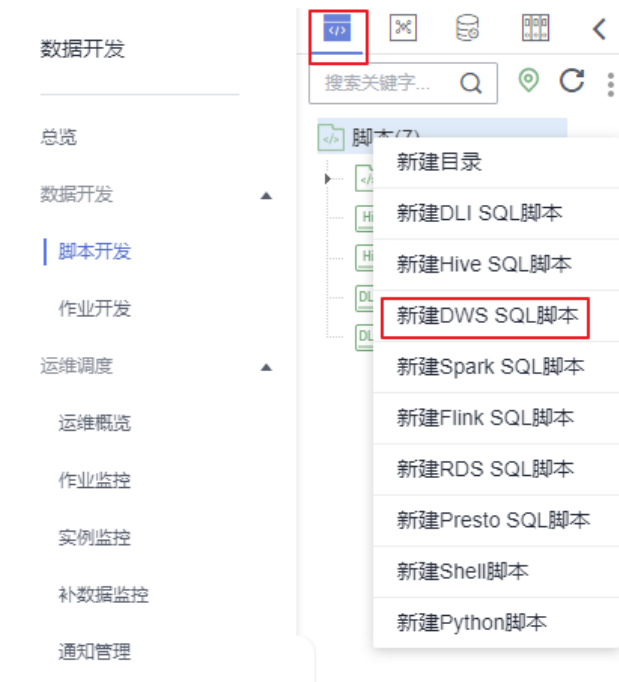 数据开发
总览
数据开发
脚本开发
作业开发
运维调度
运维概览
作业监控
实例监控
补数据监控
通知管理
搜索关键字...
脚本(7)
新建目录
新建DLI SQL脚本
新建Hive SQL脚本
新建DWS SQL脚本
新建Spark SQL脚本
新建Flink SQL脚本
新建RDS SQL脚本
新建Presto SQL脚本
新建Shell脚本
新建Python脚本
Hi
Hi
DL
DL